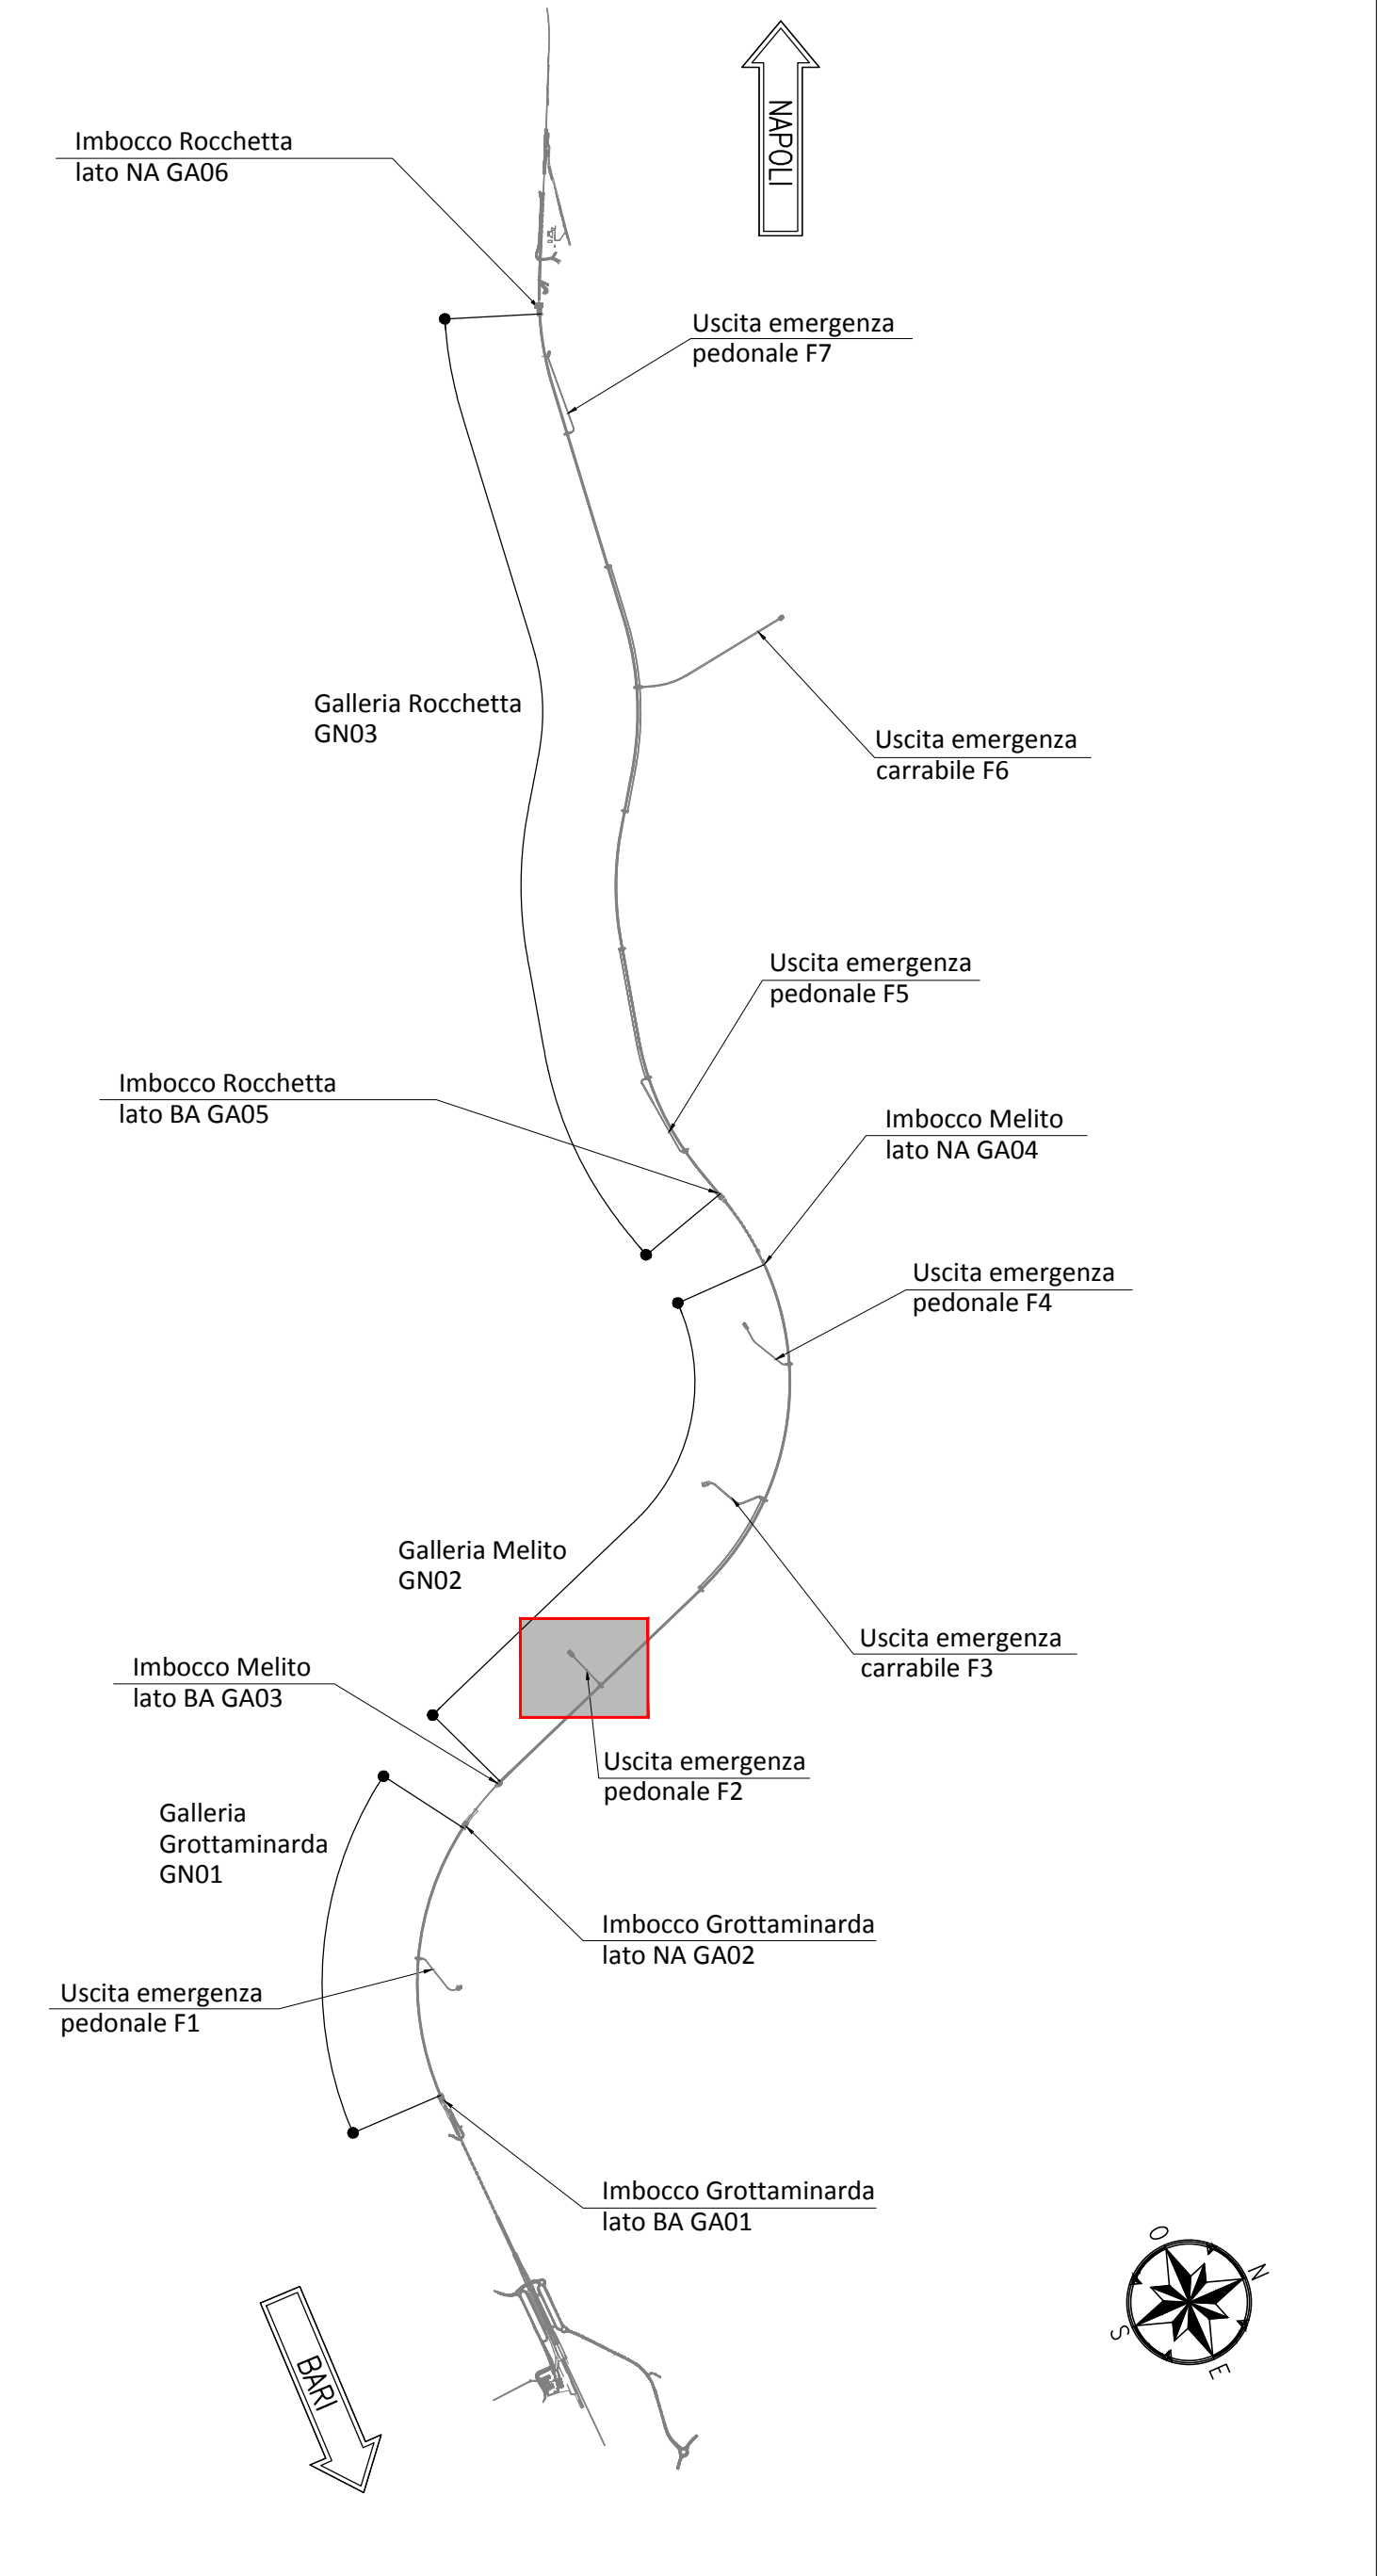 NAPOLI
Imbocco Rocchetta
lato NA GA06
Uscita emergenza
pedonale F7
Galleria Rocchetta
GN03
Uscita emergenza
carrabile F6
Uscita emergenza
pedonale F5
Imbocco Rocchetta
lato BA GA05
Imbocco Melito
lato NA GA04
Uscita emergenza
pedonale F4
Galleria Melito
GN02
Uscita emergenza
carrabile F3
Imbocco Melito
lato BA GA03
Uscita emergenza
pedonale F2
Galleria
Grottaminarda
GN01
Imbocco Grottaminarda
lato NA GA02
Uscita emergenza
pedonale F1
Imbocco Grottaminarda
lato BA GA01
BARI
O
N
S
E